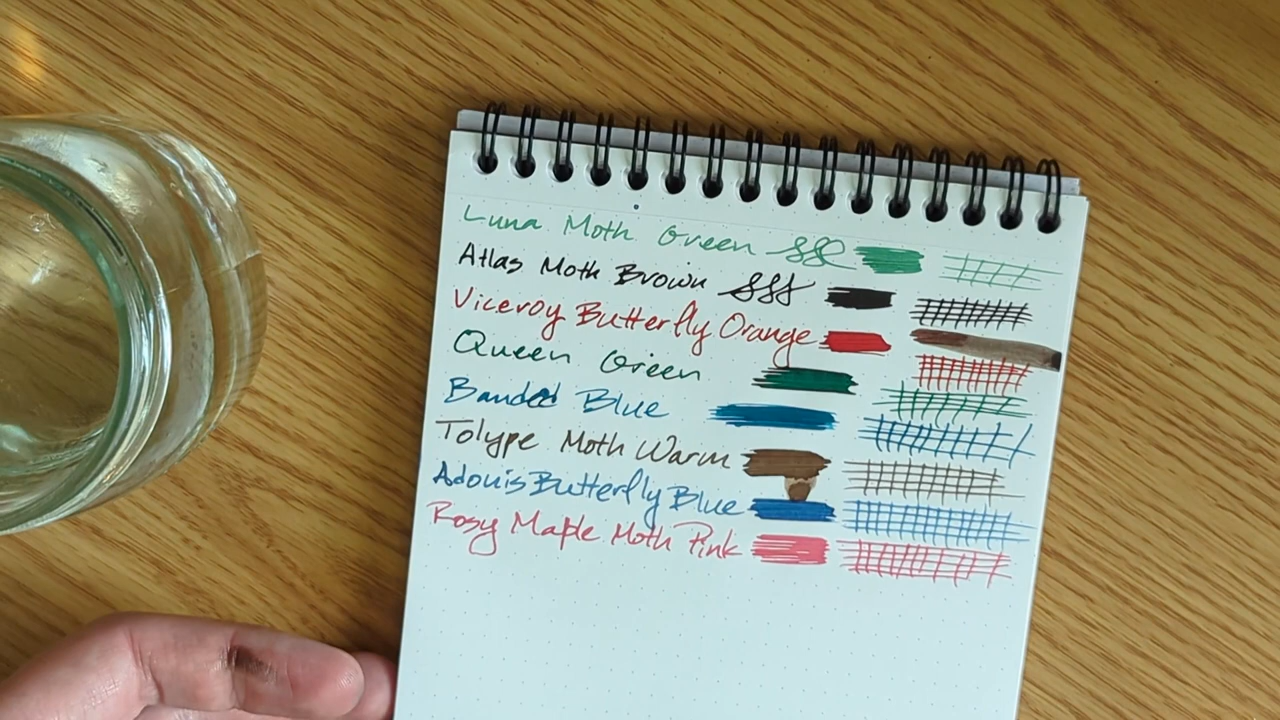 Luna Moth Green
Atlas Moth Brown
Viceroy Butterfly Orange
Queen Green
Banded Blue
Tolype Moth Warm
Adonis Butterfly Blue
Rosy Maple Moth Pink